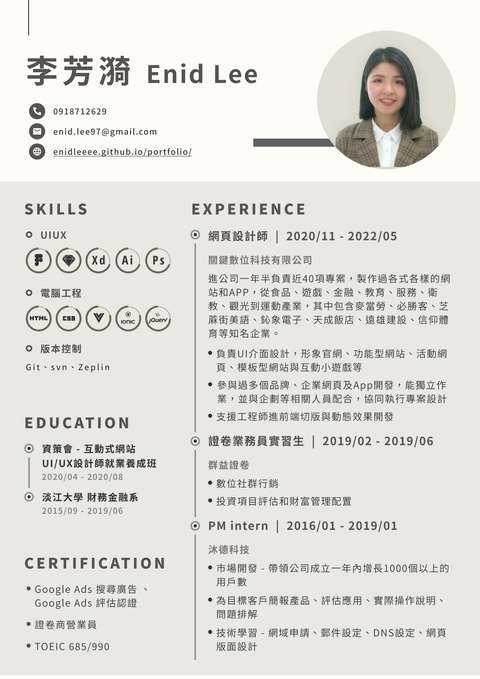 李芳漪 Enid Lee
0918712629
enid.lee97@gmail.com
enidleeee.github.io/portfolio/
SKILLS
UIUX
Xd Ai Ps
電腦工程
HTML CSS IONIC jQuery
版本控制
Git、svn、Zeplin
EDUCATION
資策會 - 互動式網站
UI/UX設計師就業養成班
2020/04 - 2020/08
淡江大學 財務金融系
2015/09 - 2019/06
CERTIFICATION
Google Ads 搜尋廣告 、
Google Ads 評估認證
證卷商營業員
TOEIC 685/990
EXPERIENCE
網頁設計師 | 2020/11 - 2022/05
關鍵數位科技有限公司
進公司一年半負責近40項專案，製作過各式各樣的網
站和APP，從食品、遊戲、金融、教育、服務、衛
教、觀光到運動產業，其中包含麥當勞、必勝客、芝
蔴街美語、鈊象電子、天成飯店、遠雄建設、信仰體
育等知名企業。
負責UI介面設計，形象官網、功能型網站、活動網
頁、模板型網站與互動小遊戲等
參與過多個品牌、企業網頁及App開發，能獨立作
業，並與企劃等相關人員配合，協同執行專案設計
支援工程師進前端切版與動態效果開發
證卷業務員實習生 | 2019/02 - 2019/06
群益證卷
數位社群行銷
投資項目評估和財富管理配置
PM intern | 2016/01 - 2019/01
沐德科技
市場開發 - 帶領公司成立一年內增長1000個以上的
用戶數
為目標客戶簡報產品、評估應用、實際操作說明、
問題排解
技術學習 - 網域申請、郵件設定、DNS設定、網頁
版面設計